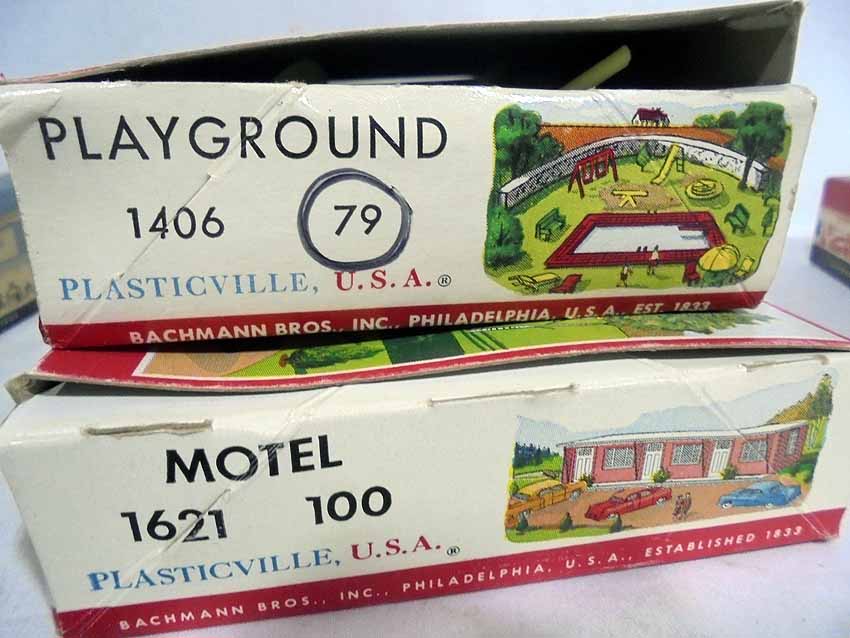 PLAYGROUND
1406 79
PLASTICVILLE, U.S.A.®
BACHMANN BROS., INC., PHILADELPHIA, U.S.A., EST. 1833
MOTEL
1621 100
PLASTICVILLE, U.S.A.®
BACHMANN BROS., INC., PHILADELPHIA, U.S.A., ESTABLISHED 1833